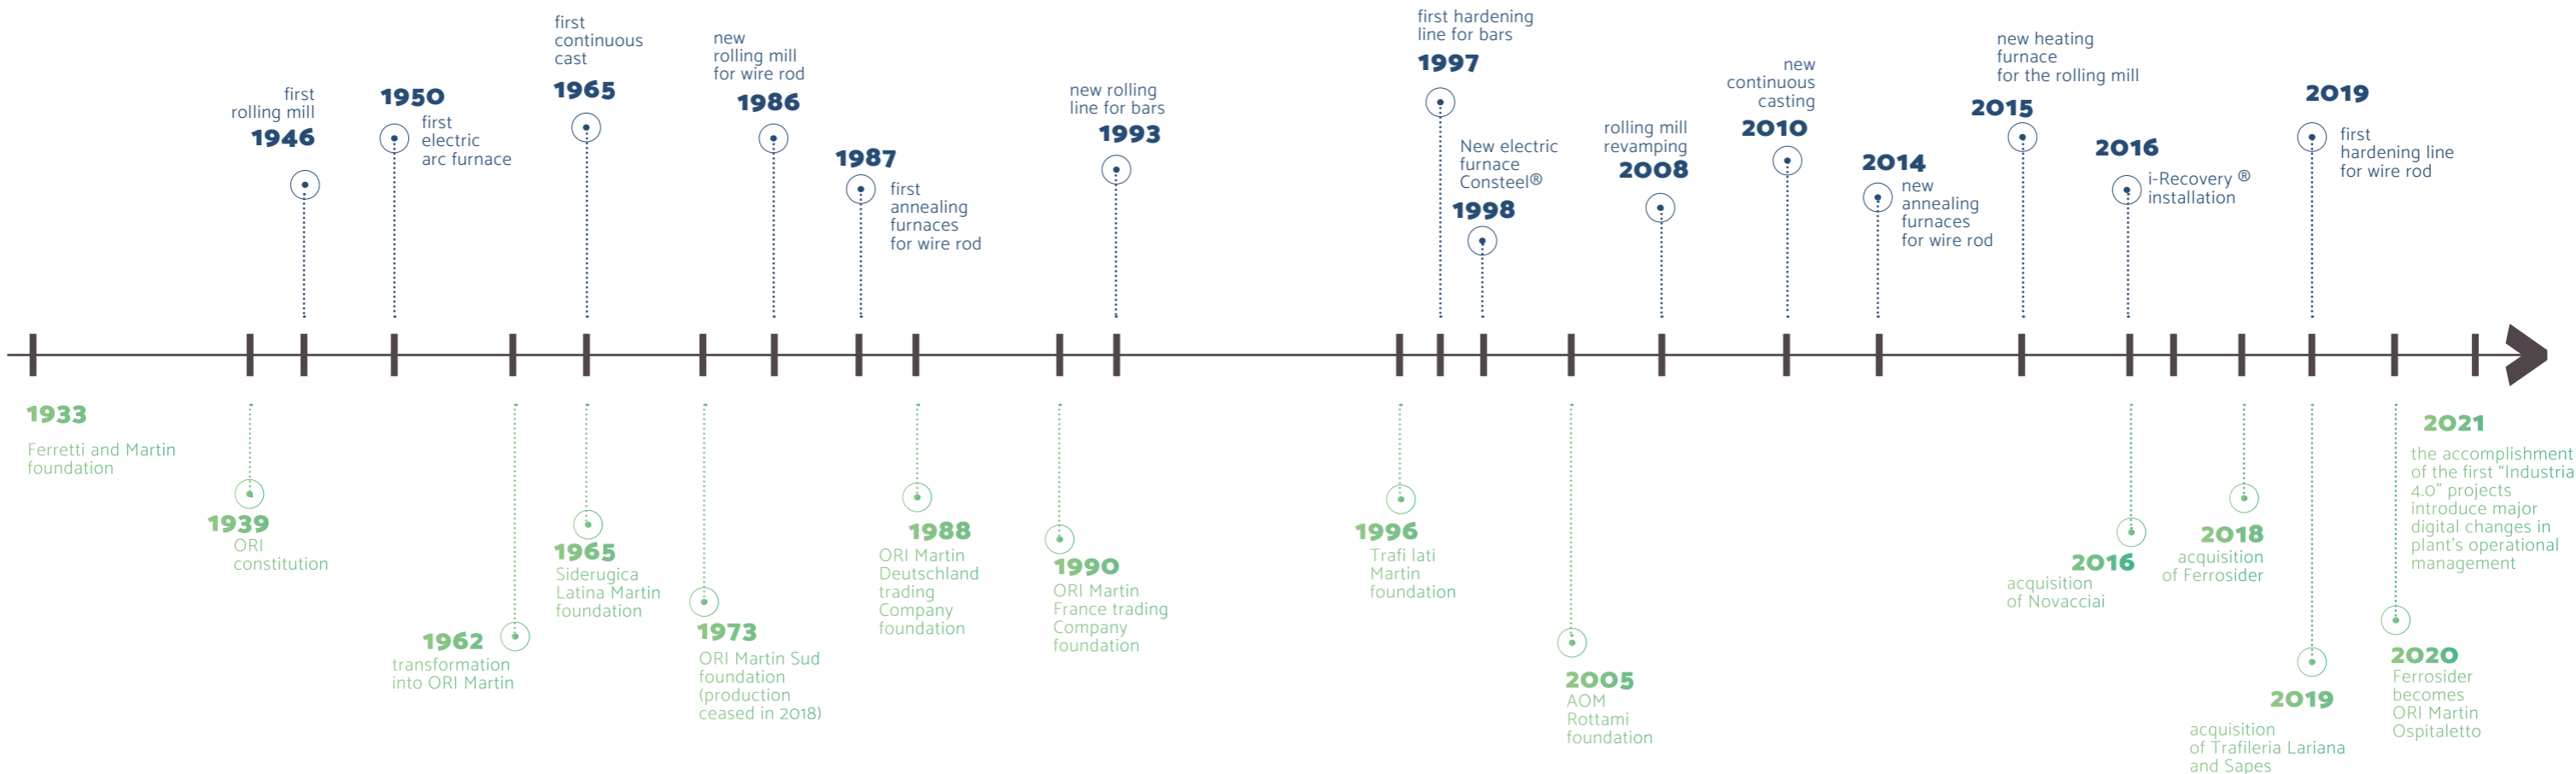 first
rolling mill
1946
1950
first
electric
arc furnace
first
continuous
cast
1965
new
rolling mill
for wire rod
1986
1987
first
annealing
furnaces
for wire rod
new rolling
line for bars
1993
first hardening
line for bars
1997
New electric
furnace
Consteel®
1998
rolling mill
revamping
2008
new
continuous
casting
2010
2014
new
annealing
furnaces
for wire rod
new heating
furnace
for the rolling mill
2015
2016
i-Recovery ®
installation
2019
first
hardening line
for wire rod
1933
Ferretti and Martin
foundation
1939
ORI
constitution
1962
transformation
into ORI Martin
1965
Siderugica
Latina Martin
foundation
1973
ORI Martin Sud
foundation
(production
ceased in 2018)
1988
ORI Martin
Deutschland
trading
Company
foundation
1990
ORI Martin
France trading
Company
foundation
1996
Trafi lati
Martin
foundation
2005
AOM
Rottami
foundation
2016
acquisition
of Novacciai
2018
acquisition
of Ferrosider
2019
acquisition
of Trafileria Lariana
and Sapes
2020
Ferrosider
becomes
ORI Martin
Ospitaletto
2021
the accomplishment
of the first “Industria
4.0” projects
introduce major
digital changes in
plant's operational
management